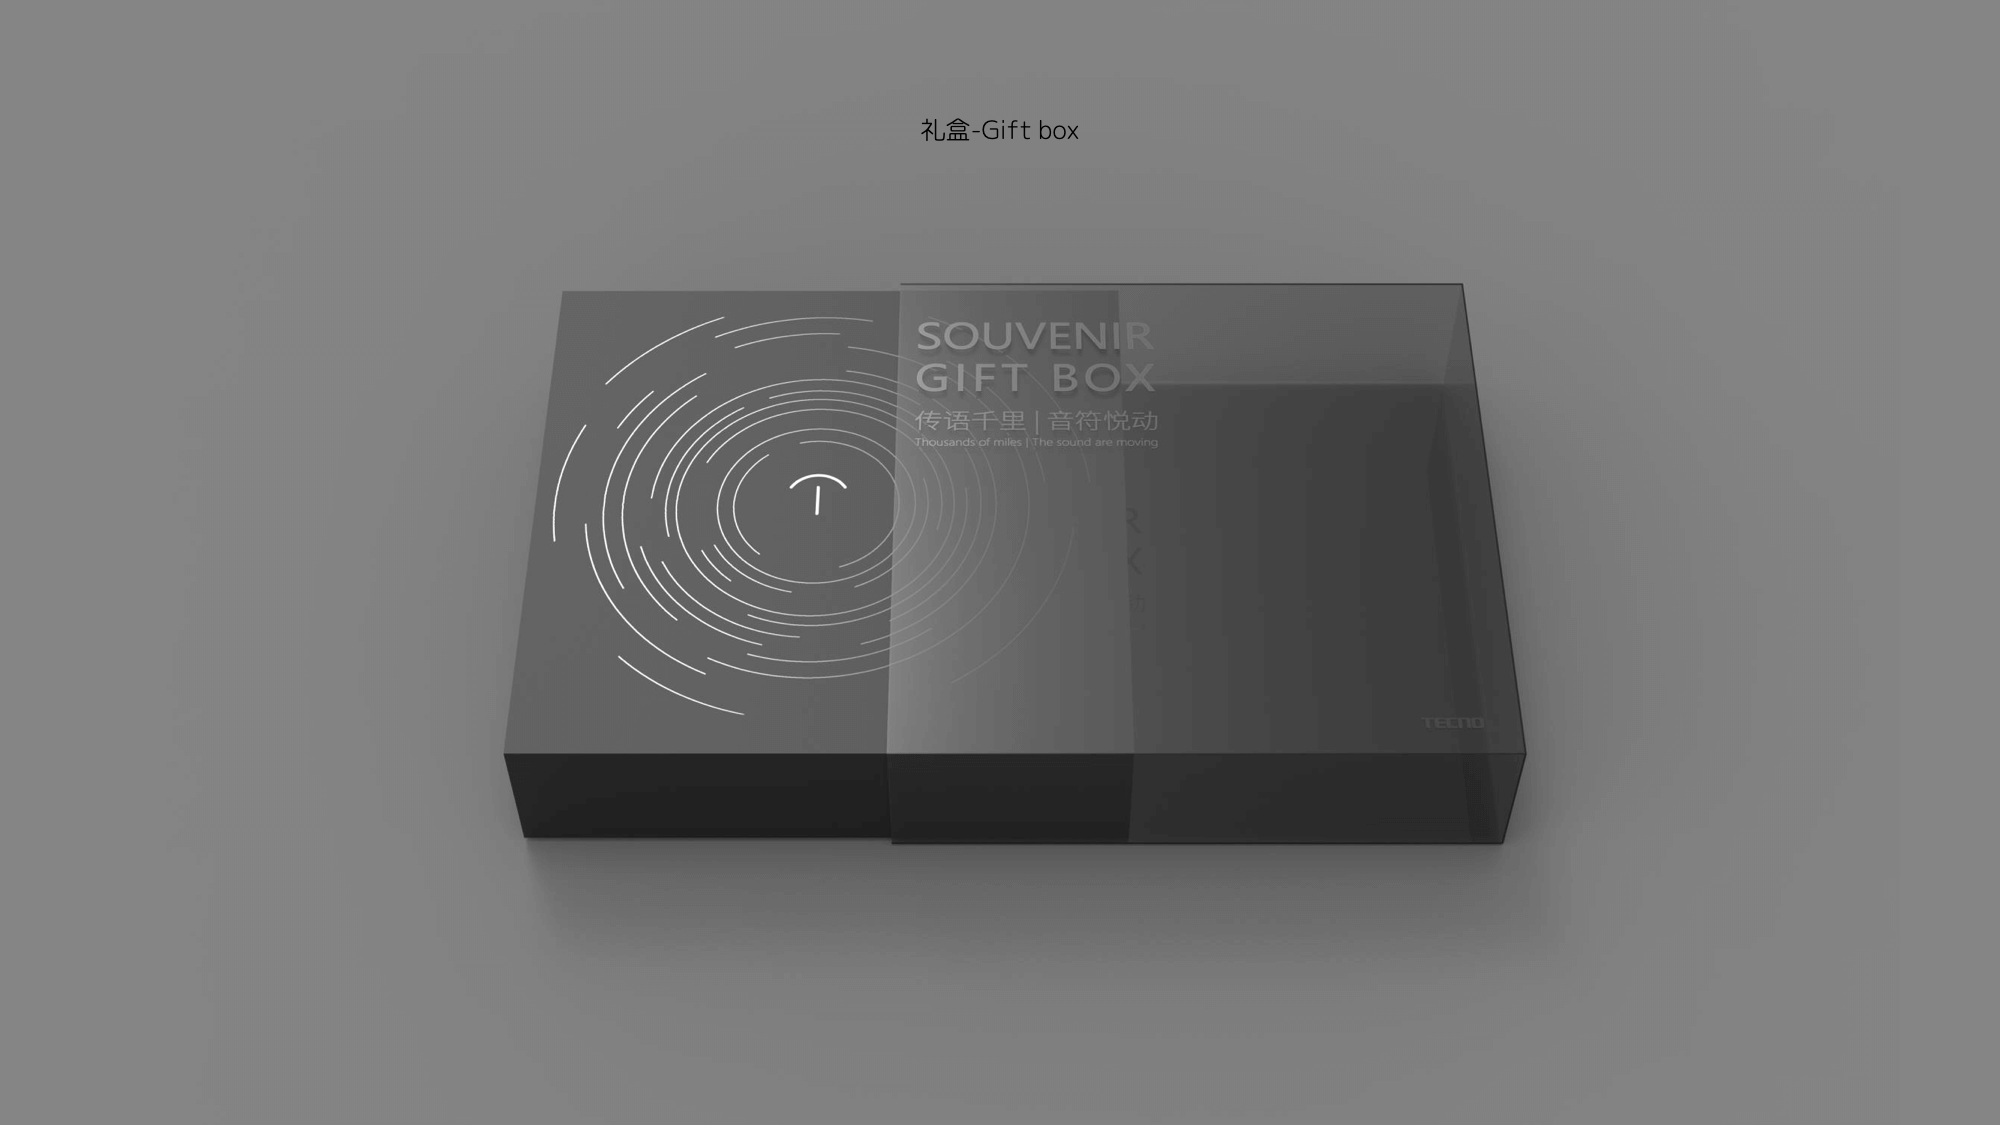 礼盒-Gift box
SOUVENIR
GIFT BOX
传语千里|音符悦动
Thousands of miles | The sound are moving
TECNO